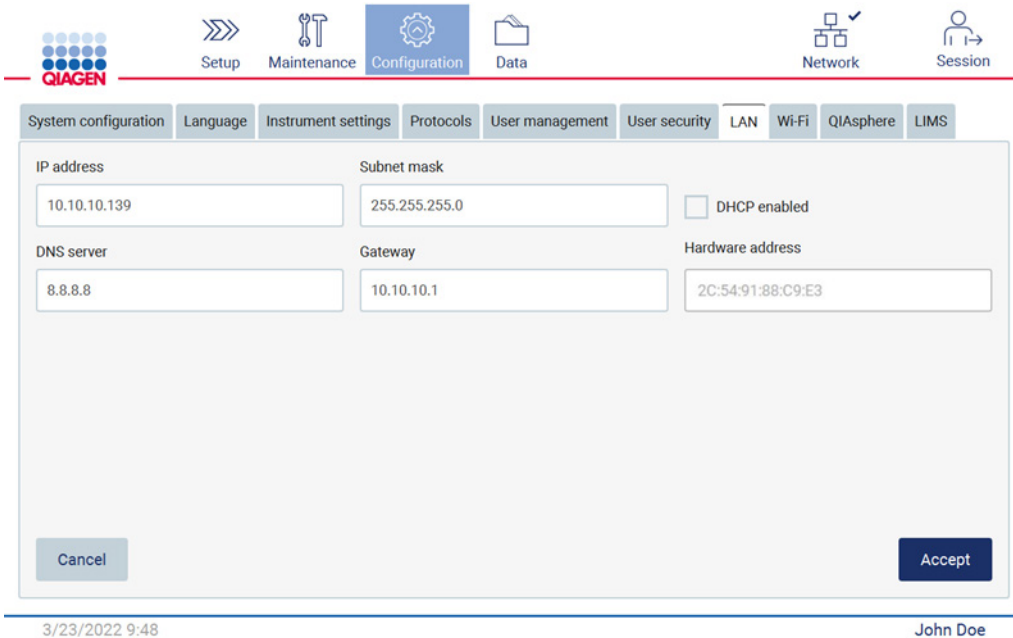 QIAGEN
Setup
Maintenance
Configuration
Data
Network
Session
System configuration
Language
Instrument settings
Protocols
User management
User security
LAN
Wi-Fi
QIAsphere
LIMS
IP address
Subnet mask
10.10.10.139
255.255.255.0
DHCP enabled
DNS server
Gateway
Hardware address
8.8.8.8
10.10.10.1
2C:54:91:88:C9:E3
Cancel
Accept
3/23/2022 9:48
John Doe